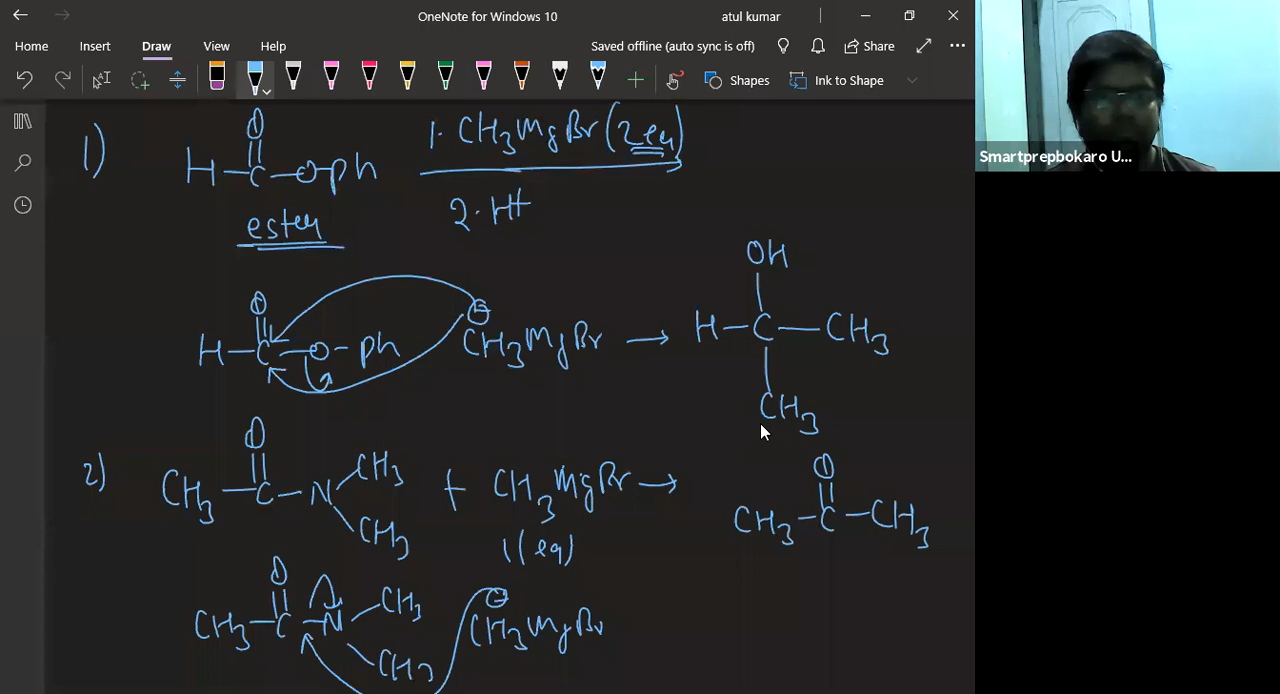 OneNote for Windows 10
atul kumar
Home Insert Draw View Help
Saved offline (auto sync is off)
Share
Shapes
Ink to Shape
Smartprepbokaro U...
1)
O
H-C-O-Ph
1. CH3MgBr (2 eq)
2. H+
ester
OH
O
H-C-O-Ph
⊖
CH3MgBr → H-C-CH3
CH3
2)
O
CH3-C-N
CH3
CH3
+ CH3MgBr →
1(eq)
O
CH3-C-CH3
O
CH3-C-N
CH3
CH3
⊖
CH3MgBr